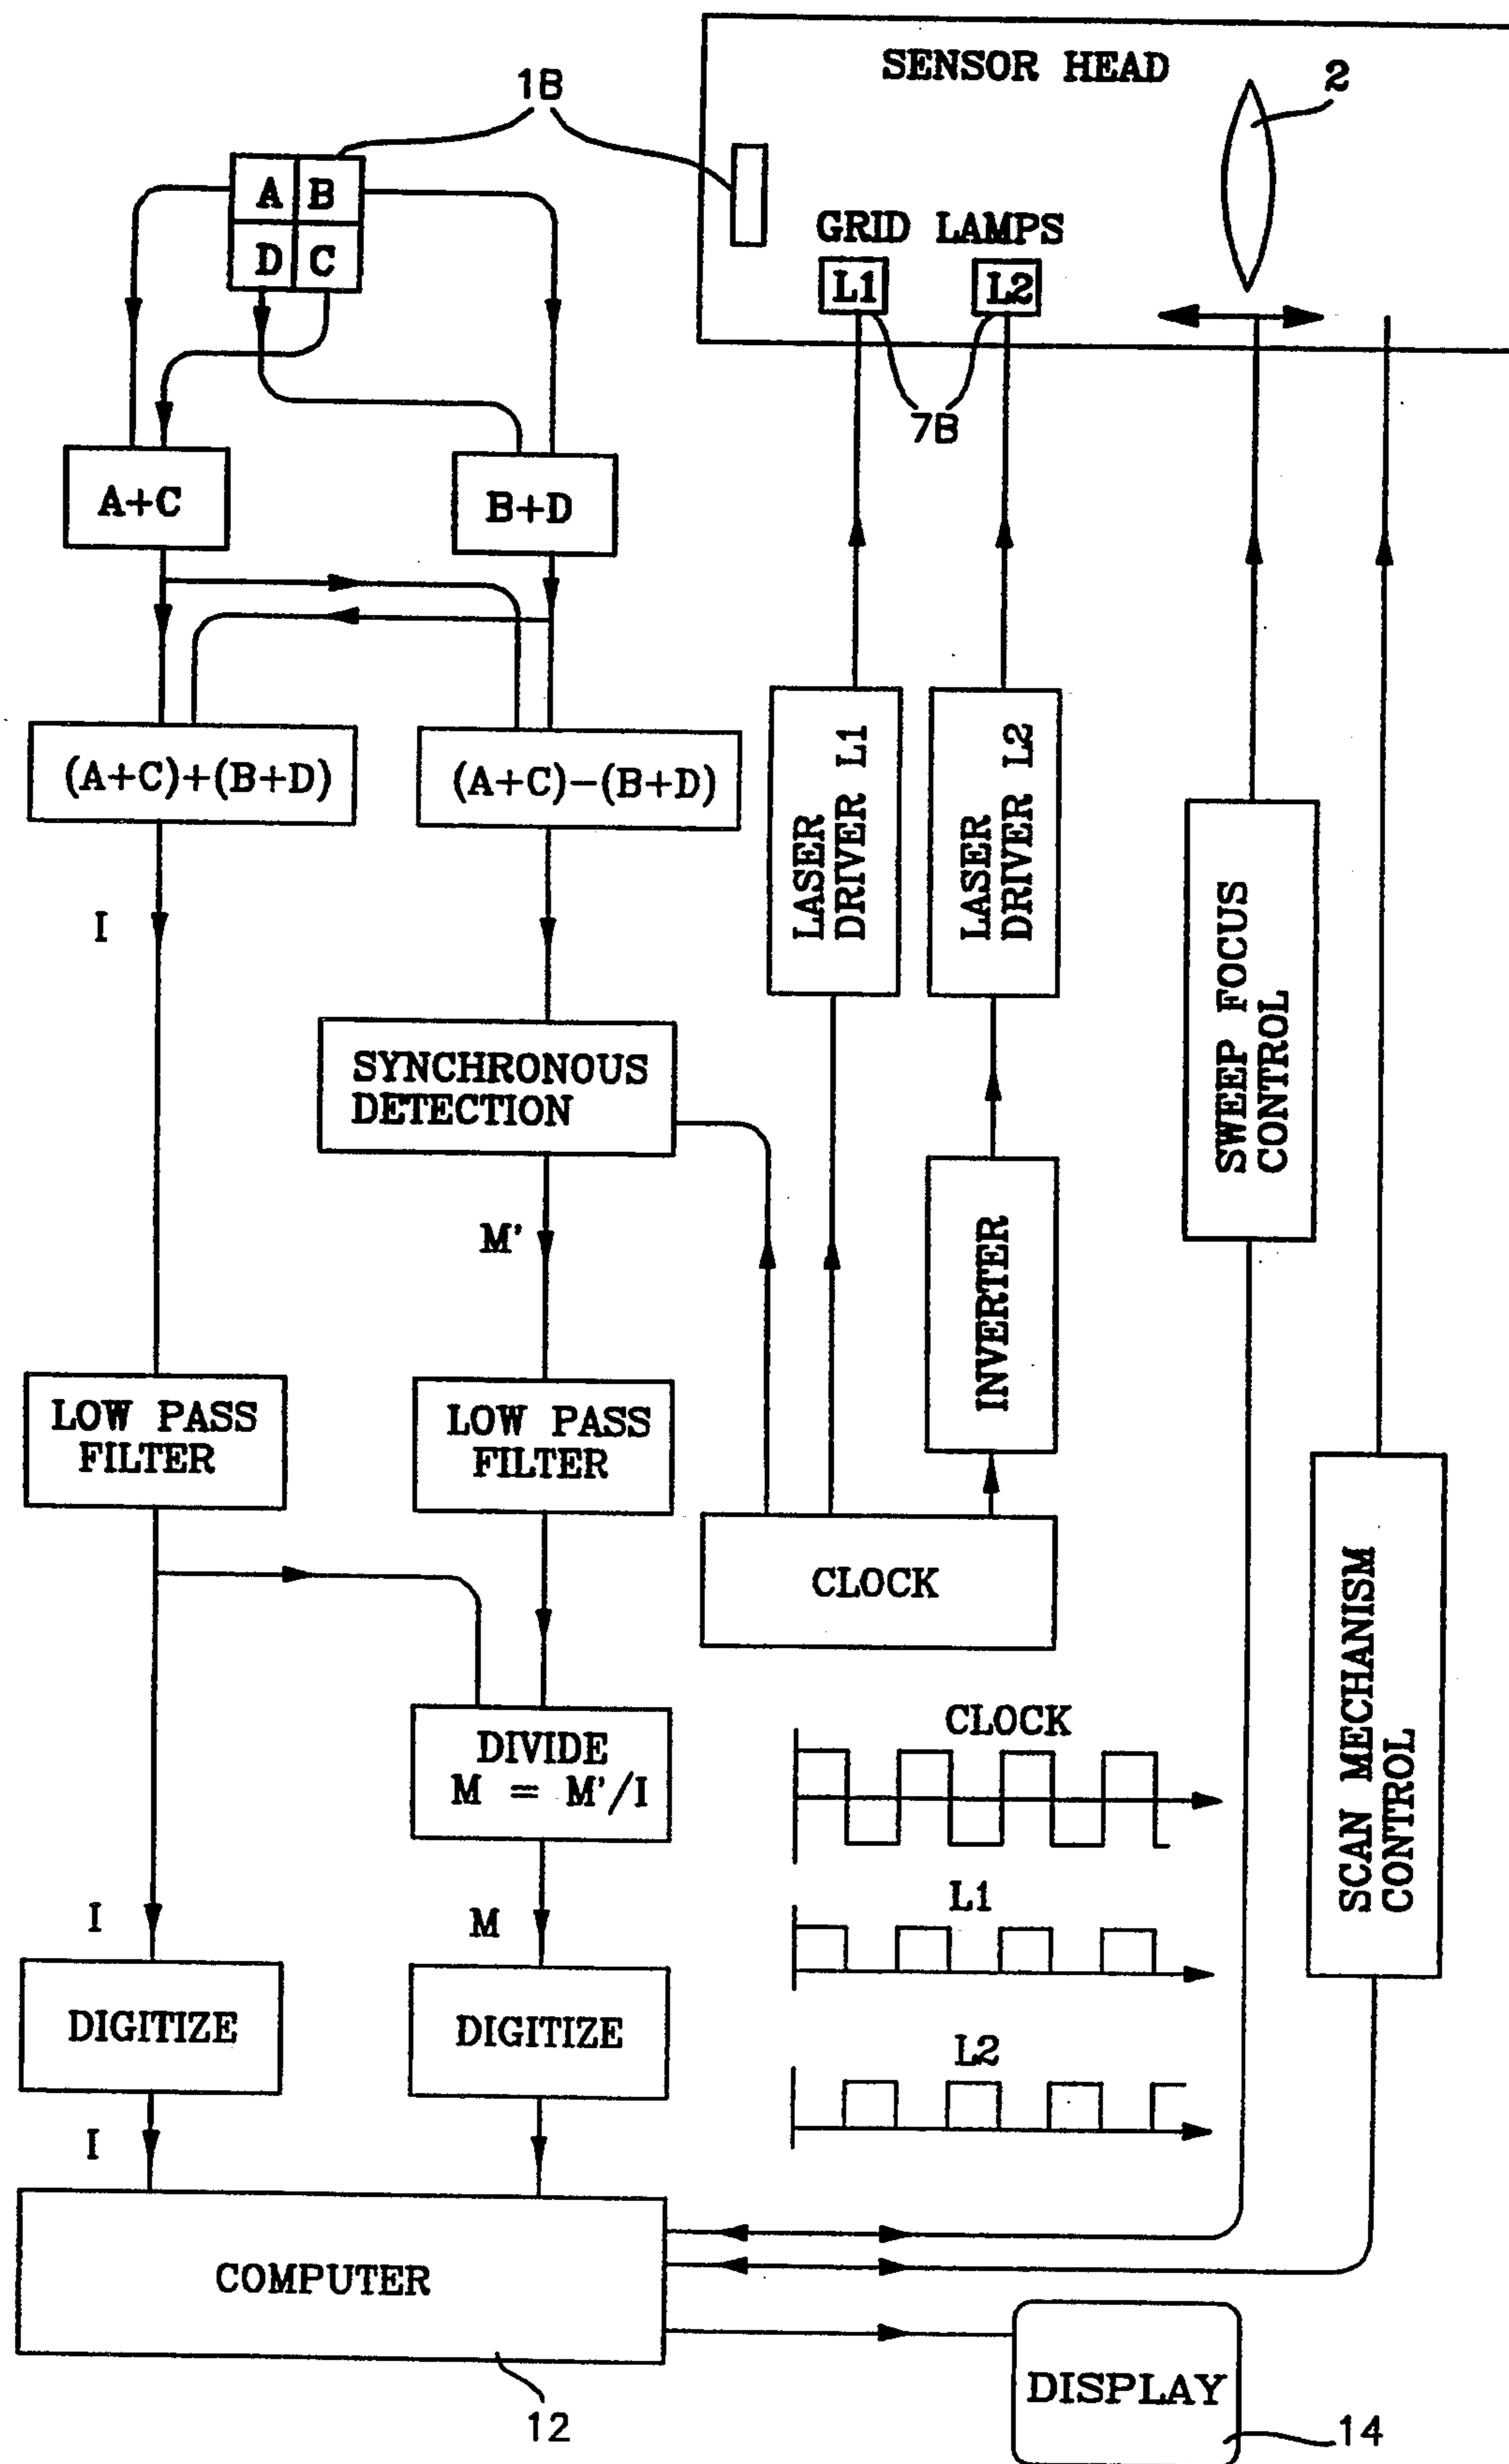 SENSOR HEAD
1B
2
A B
D C
GRID LAMPS
L1
L2
7B
A+C
B+D
(A+C)+(B+D)
(A+C)-(B+D)
LASER
DRIVER L1
LASER
DRIVER L2
I
SWEEP FOCUS
CONTROL
SYNCHRONOUS
DETECTION
M'
INVERTER
LOW PASS
FILTER
LOW PASS
FILTER
CLOCK
SCAN MECHANISM
CONTROL
DIVIDE
M = M'/I
CLOCK
I
M
L1
DIGITIZE
DIGITIZE
L2
I
COMPUTER
DISPLAY
12
14